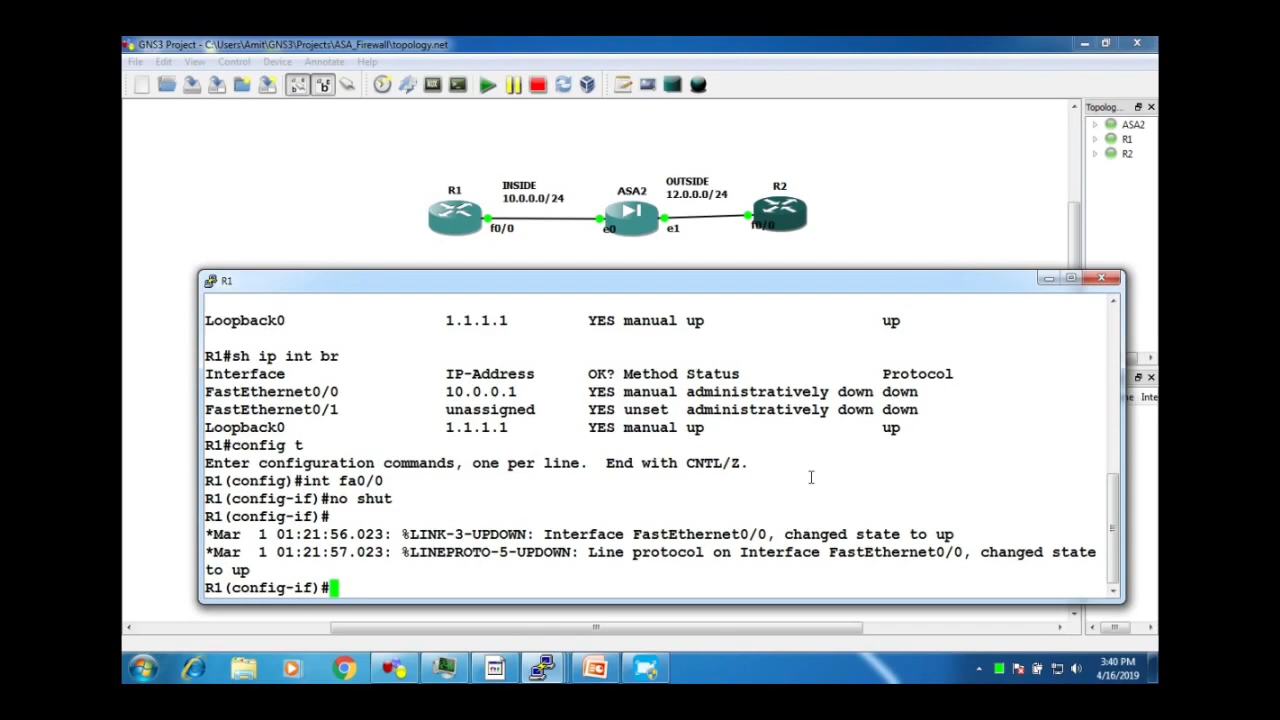 GNS3 Project - C:\Users\Amit\GNS3\Projects\ASA_Firewall\topology.net
File Edit View Control Device Annotate Help
Topolog...
ASA2
R1
R2
R1
INSIDE
10.0.0.0/24
ASA2
OUTSIDE
12.0.0.0/24
R2
f0/0
e0
e1
f0/0
R1
Loopback0 1.1.1.1 YES manual up up
R1#sh ip int br
Interface IP-Address OK? Method Status Protocol
FastEthernet0/0 10.0.0.1 YES manual administratively down down
FastEthernet0/1 unassigned YES unset administratively down down
Loopback0 1.1.1.1 YES manual up up
R1#config t
Enter configuration commands, one per line. End with CNTL/Z.
R1(config)#int fa0/0
R1(config-if)#no shut
R1(config-if)#
*Mar 1 01:21:56.023: %LINK-3-UPDOWN: Interface FastEthernet0/0, changed state to up
*Mar 1 01:21:57.023: %LINEPROTO-5-UPDOWN: Line protocol on Interface FastEthernet0/0, changed state
to up
R1(config-if)#
3:40 PM
4/16/2019